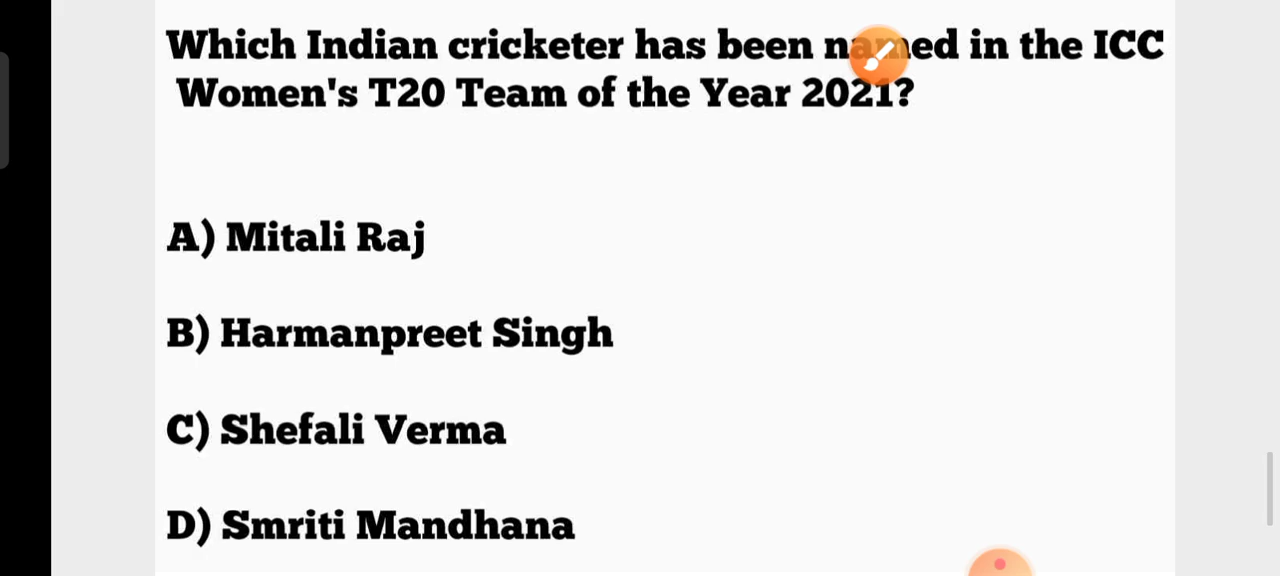 Which Indian cricketer has been named in the ICC
Women's T20 Team of the Year 2021?
A) Mitali Raj
B) Harmanpreet Singh
C) Shefali Verma
D) Smriti Mandhana